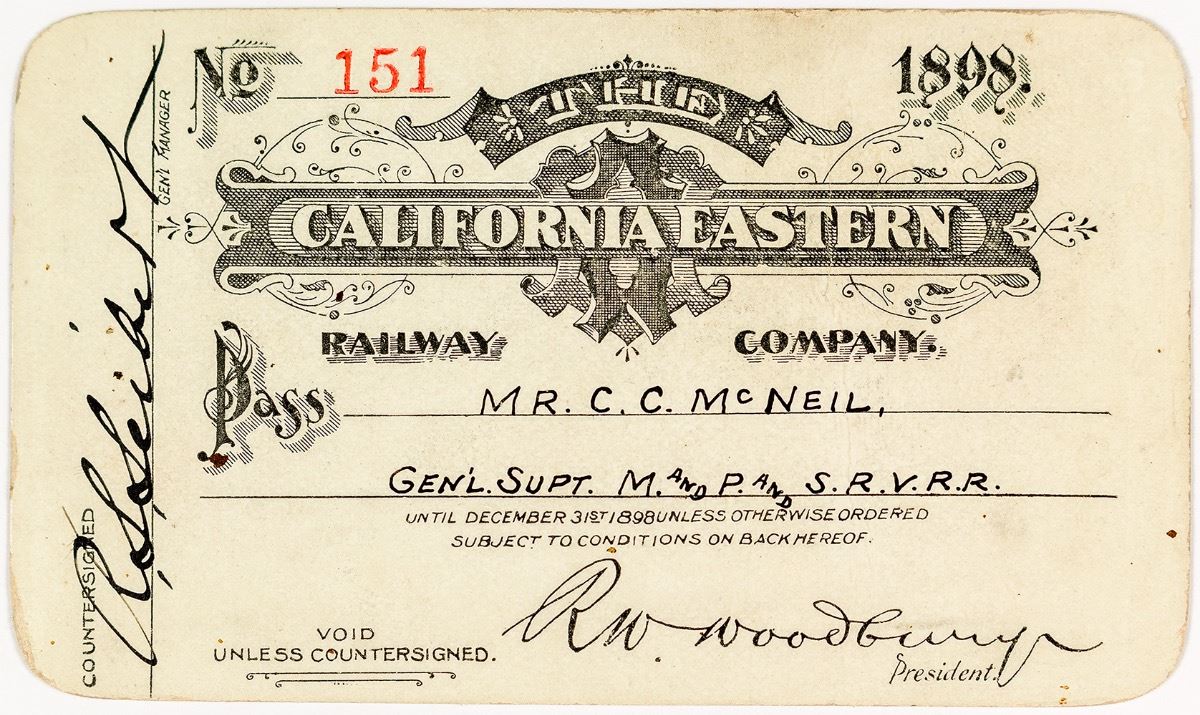 No 151
1898.
THE
CALIFORNIA EASTERN
RAILWAY COMPANY.
Pass MR. C. C. McNEIL,
GEN'L. SUPT. M. AND P. AND S. R. V. R. R.
UNTIL DECEMBER 31ST 1898 UNLESS OTHERWISE ORDERED
SUBJECT TO CONDITIONS ON BACK HEREOF.
VOID
UNLESS COUNTERSIGNED.
R W. Woodbury
President.
COUNTERSIGNED
GEN'L MANAGER